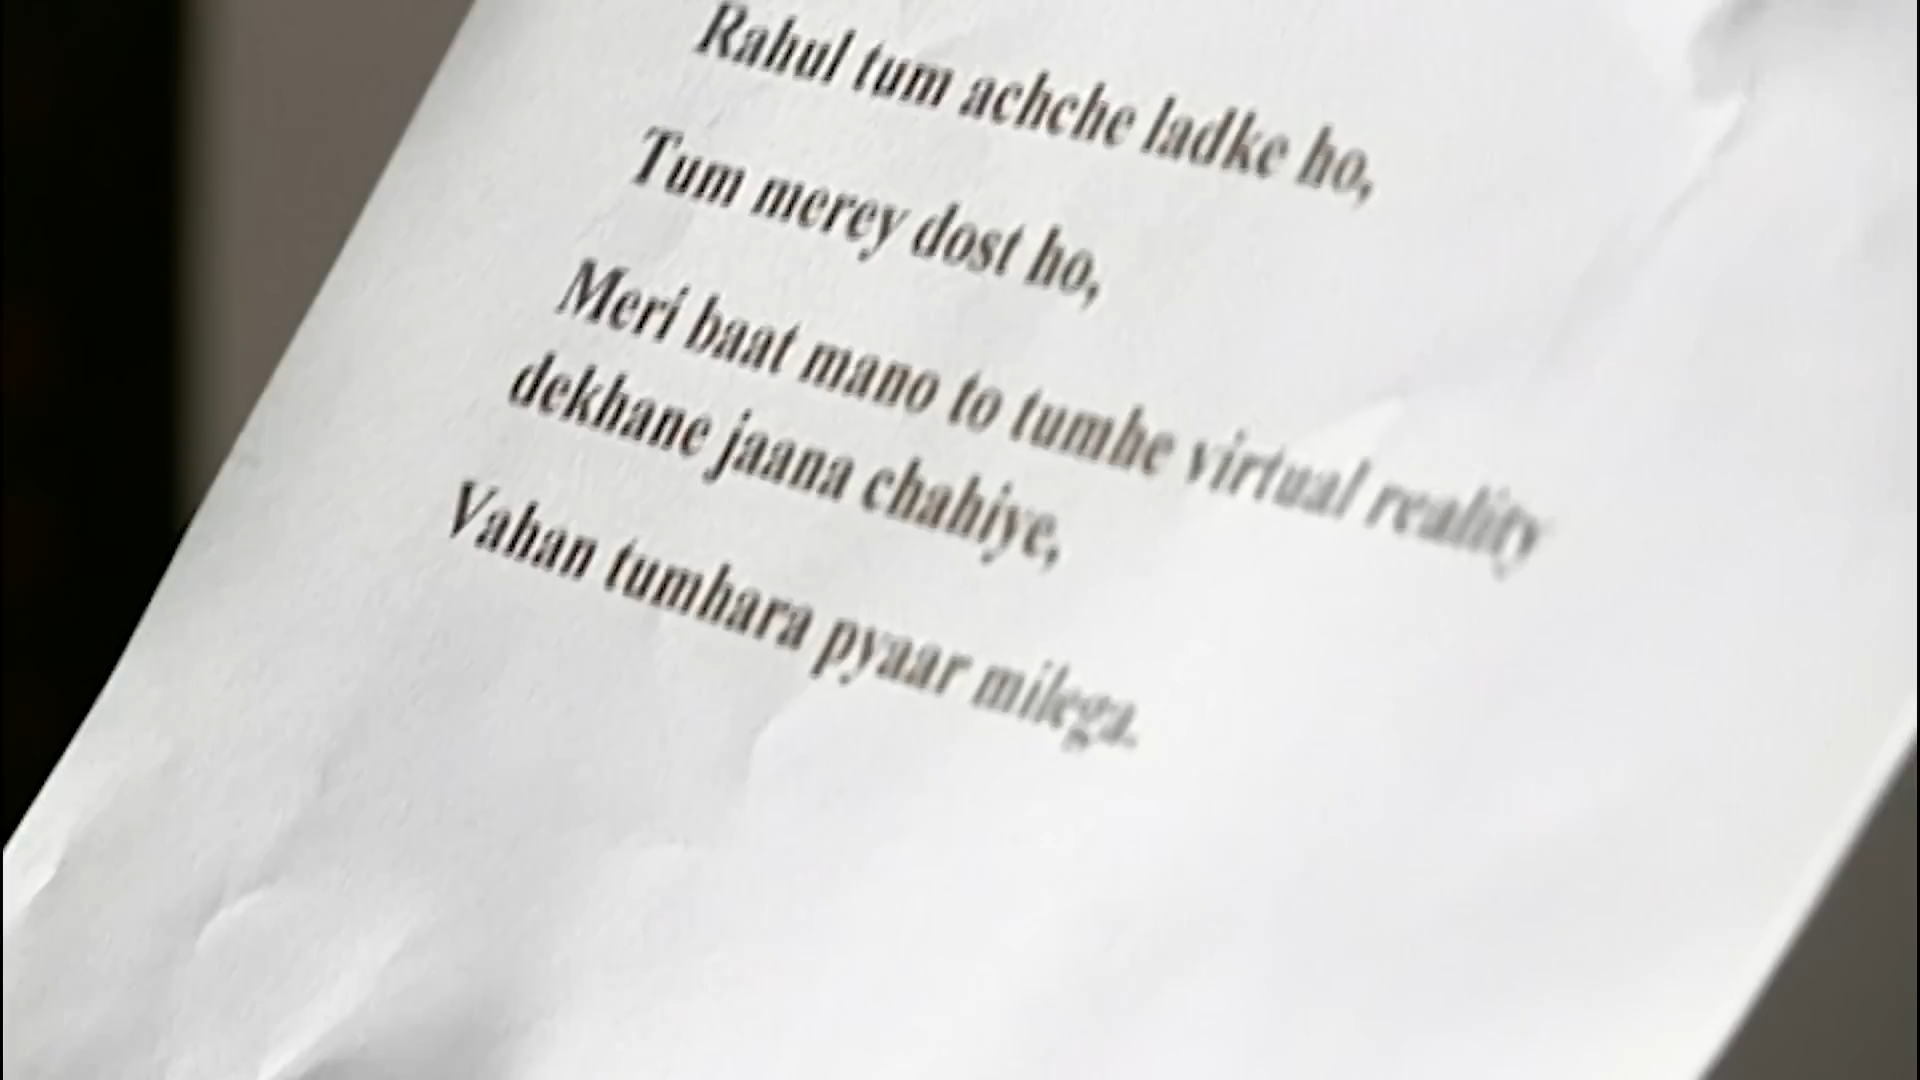 Rahul tum achche ladke ho,
Tum merey dost ho,
Meri baat mano to tumhe virtual reality
dekhane jaana chahiye,
Vahan tumhara pyaar milega.